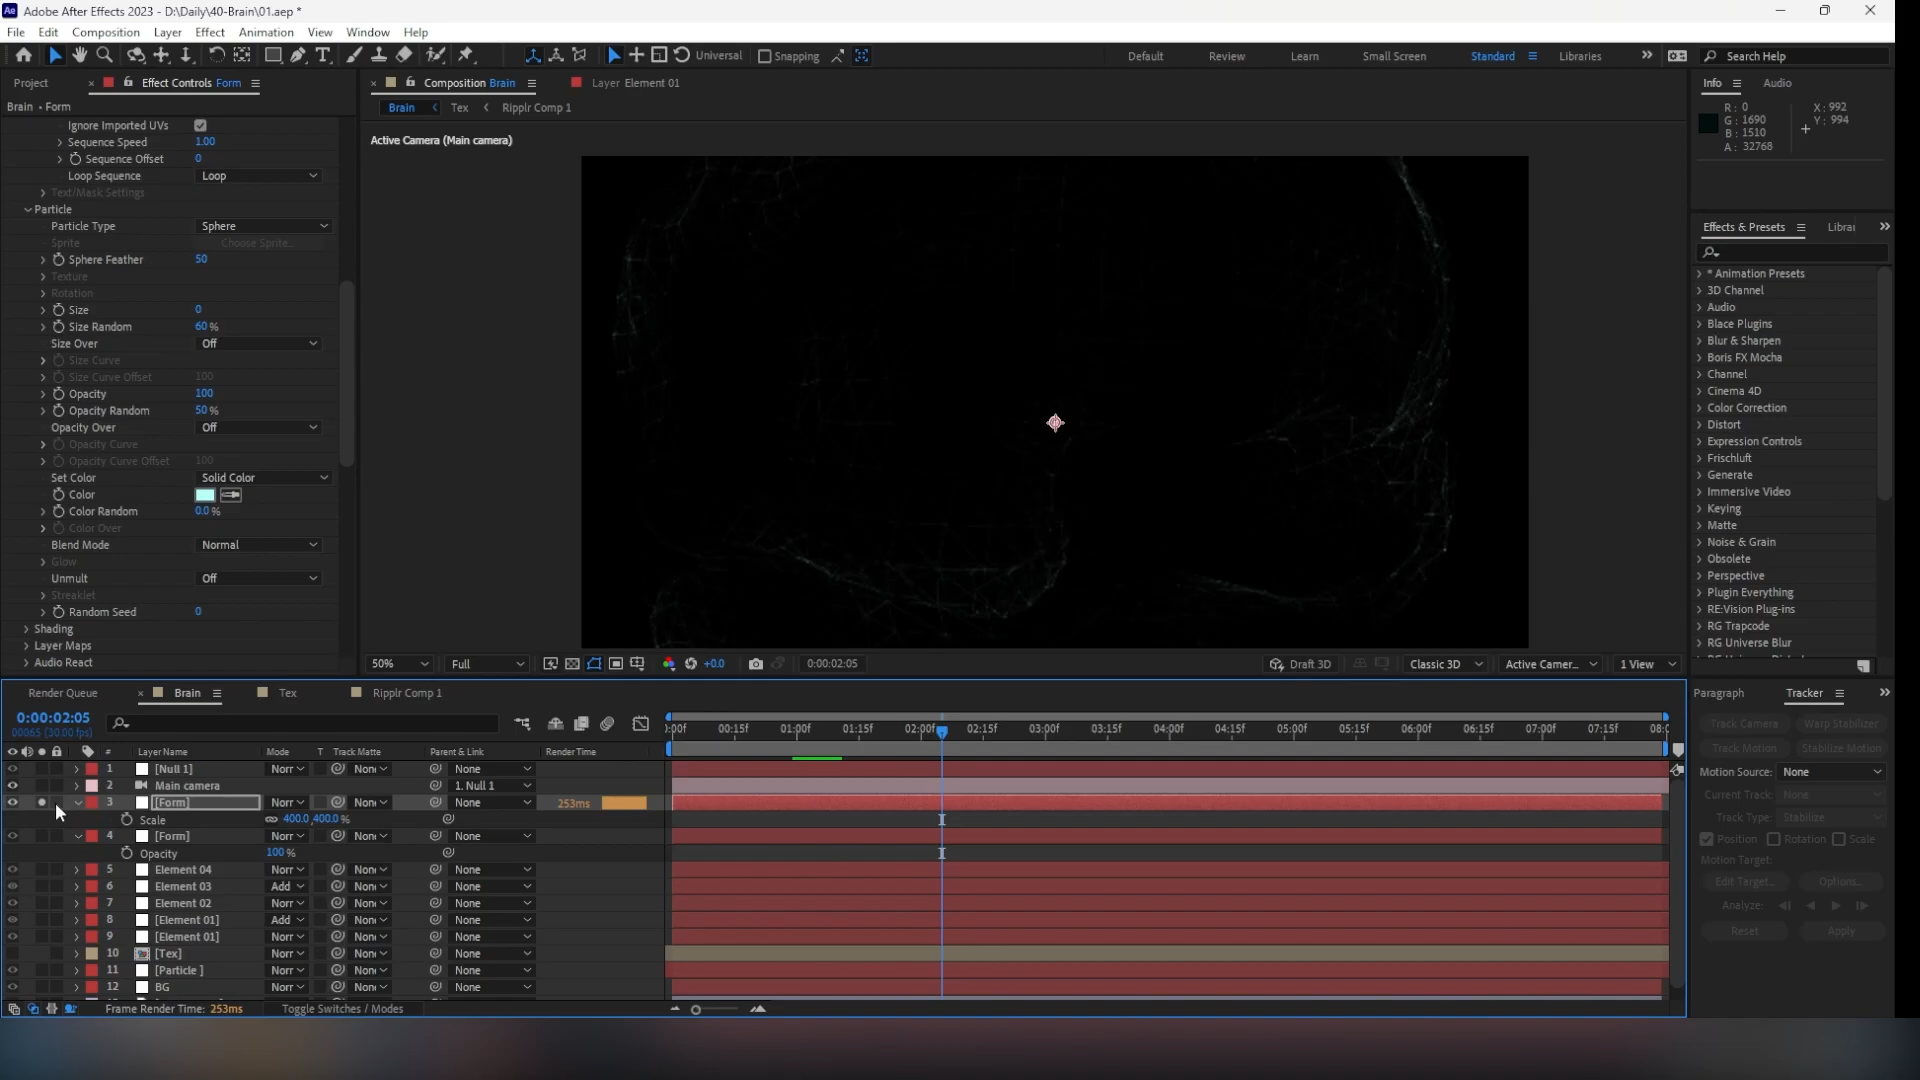 Adobe After Effects 2023 - D:\Daily\40-Brain\01.aep *
File Edit Composition Layer Effect Animation View Window Help
Universal Snapping Default Review Learn Small Screen Standard Libraries Search Help
Project Effect Controls Form
Brain • Form
Ignore Imported UVs
Sequence Speed 1.00
Sequence Offset 0
Loop Sequence Loop
Text/Mask Settings
Particle
Particle Type Sphere
Sprite Choose Sprite...
Sphere Feather 50
Texture
Rotation
Size 0
Size Random 60 %
Size Over Off
Size Curve
Size Curve Offset 100
Opacity 100
Opacity Random 50 %
Opacity Over Off
Opacity Curve
Opacity Curve Offset 100
Set Color Solid Color
Color
Color Random 0.0 %
Color Over
Blend Mode Normal
Glow
Unmult Off
Streaklet
Random Seed 0
Shading
Layer Maps
Audio React
Composition Brain Layer Element 01
Brain Tex Ripplr Comp 1
Active Camera (Main camera)
50% Full +0.0 0:00:02:05 Draft 3D Classic 3D Active Camer... 1 View
Info Audio
R: 0 X: 992
G: 1690 Y: 994
B: 1510
A: 32768
Effects & Presets Librai
* Animation Presets
3D Channel
Audio
Blace Plugins
Blur & Sharpen
Boris FX Mocha
Channel
Cinema 4D
Color Correction
Distort
Expression Controls
Frischluft
Generate
Immersive Video
Keying
Matte
Noise & Grain
Obsolete
Perspective
Plugin Everything
RE:Vision Plug-ins
RG Trapcode
RG Universe Blur
Render Queue Brain Tex Ripplr Comp 1
0:00:02:05
00065 (30.00 fps)
:00f 00:15f 01:00f 01:15f 02:00f 02:15f 03:00f 03:15f 04:00f 04:15f 05:00f 05:15f 06:00f 06:15f 07:00f 07:15f 08:0
# Layer Name Mode T Track Matte Parent & Link Render Time
1 [Null 1] Norr None None
2 Main camera 1. Null 1
3 [Form] Norr None None 253ms
Scale 400.0,400.0 %
4 [Form] Norr None None
Opacity 100 %
5 Element 04 Norr None None
6 Element 03 Add None None
7 Element 02 Norr None None
8 [Element 01] Add None None
9 [Element 01] Norr None None
10 [Tex] Norr None None
11 [Particle ] Norr None None
12 BG Norr None None
Frame Render Time: 253ms Toggle Switches / Modes
Paragraph Tracker
Track Camera Warp Stabilizer
Track Motion Stabilize Motion
Motion Source: None
Current Track: None
Track Type: Stabilize
Position Rotation Scale
Motion Target:
Edit Target... Options...
Analyze:
Reset Apply